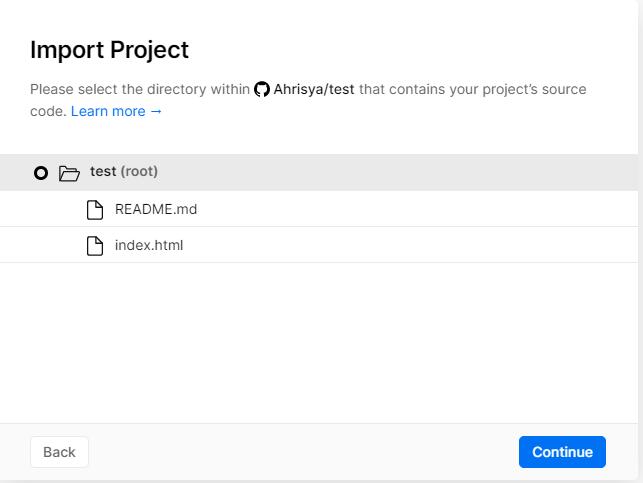 Import Project
Please select the directory within Ahrisya/test that contains your project's source
code. Learn more →
test (root)
README.md
index.html
Back
Continue